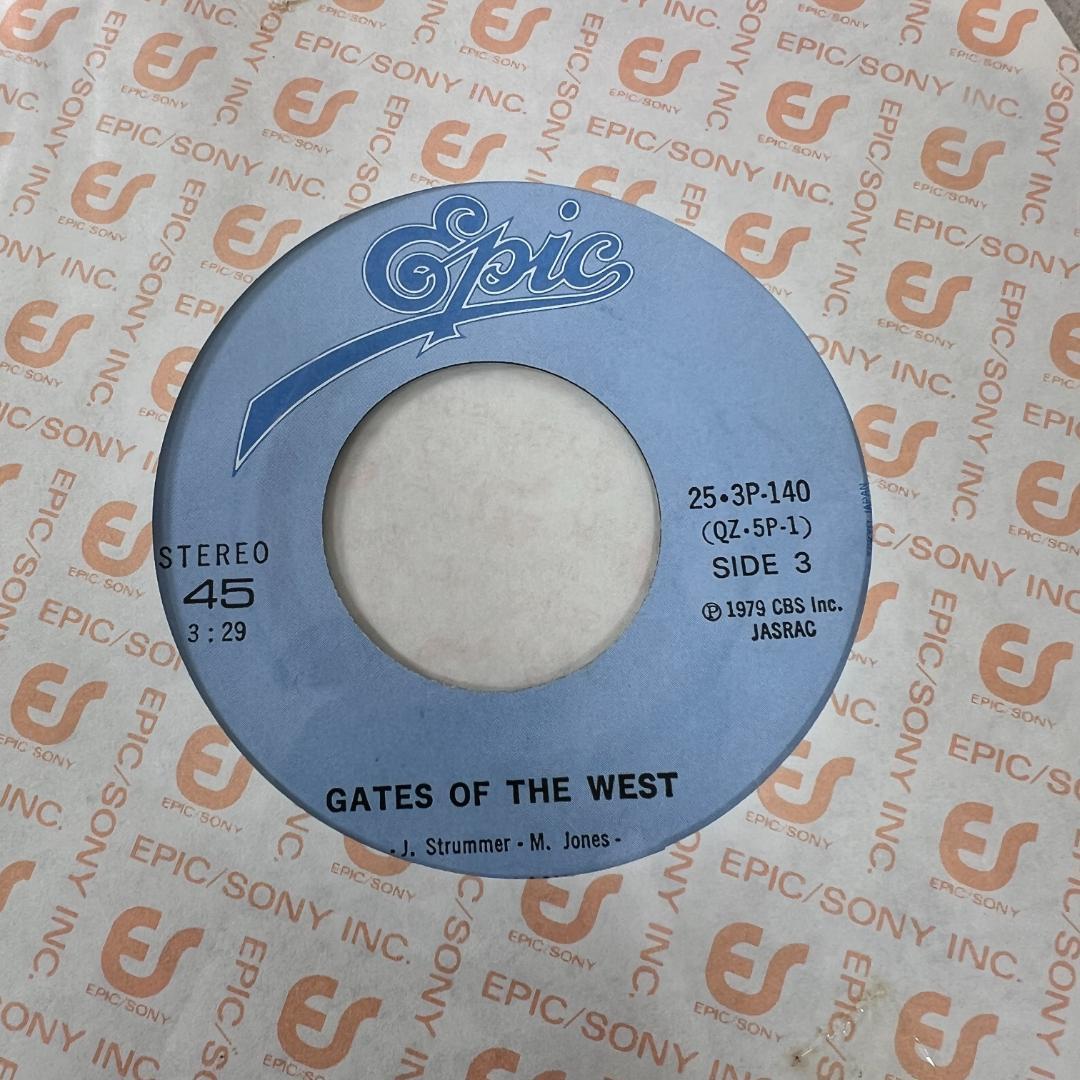 Epic
25•3P-140
(QZ•5P-1)
SIDE 3
Ⓟ 1979 CBS Inc.
JASRAC
STEREO
45
3:29
GATES OF THE WEST
-J. Strummer - M. Jones-
EPIC/SONY INC.
ES
EPIC/SONY